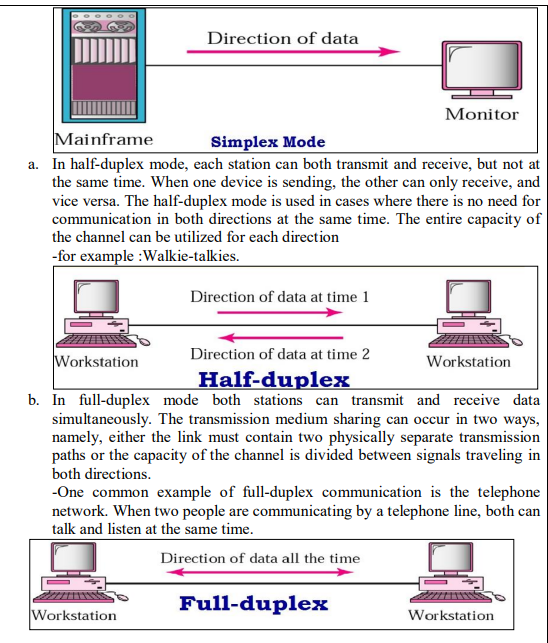 Direction of data
Monitor
Mainframe
Simplex Mode
a. In half-duplex mode, each station can both transmit and receive, but not at
the same time. When one device is sending, the other can only receive, and
vice versa. The half-duplex mode is used in cases where there is no need for
communication in both directions at the same time. The entire capacity of
the channel can be utilized for each direction
-for example :Walkie-talkies.
Direction of data at time 1
Direction of data at time 2
Workstation
Workstation
Half-duplex
b. In full-duplex mode both stations can transmit and receive data
simultaneously. The transmission medium sharing can occur in two ways,
namely, either the link must contain two physically separate transmission
paths or the capacity of the channel is divided between signals traveling in
both directions.
-One common example of full-duplex communication is the telephone
network. When two people are communicating by a telephone line, both can
talk and listen at the same time.
Direction of data all the time
Full-duplex
Workstation
Workstation